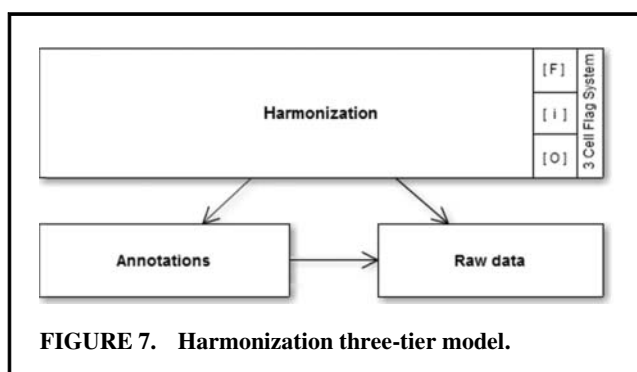 Harmonization
[F]
[i]
[O]
3 Cell Flag System
Annotations
Raw data
FIGURE 7. Harmonization three-tier model.